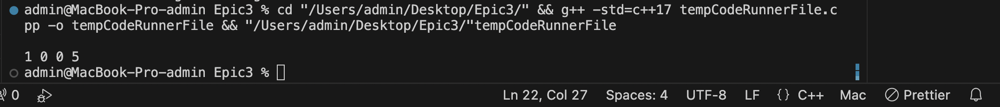 admin@MacBook-Pro-admin Epic3 % cd "/Users/admin/Desktop/Epic3/" && g++ -std=c++17 tempCodeRunnerFile.c
pp -o tempCodeRunnerFile && "/Users/admin/Desktop/Epic3/"tempCodeRunnerFile
1 0 0 5
admin@MacBook-Pro-admin Epic3 %
0 Ln 22, Col 27 Spaces: 4 UTF-8 LF {} C++ Mac Prettier